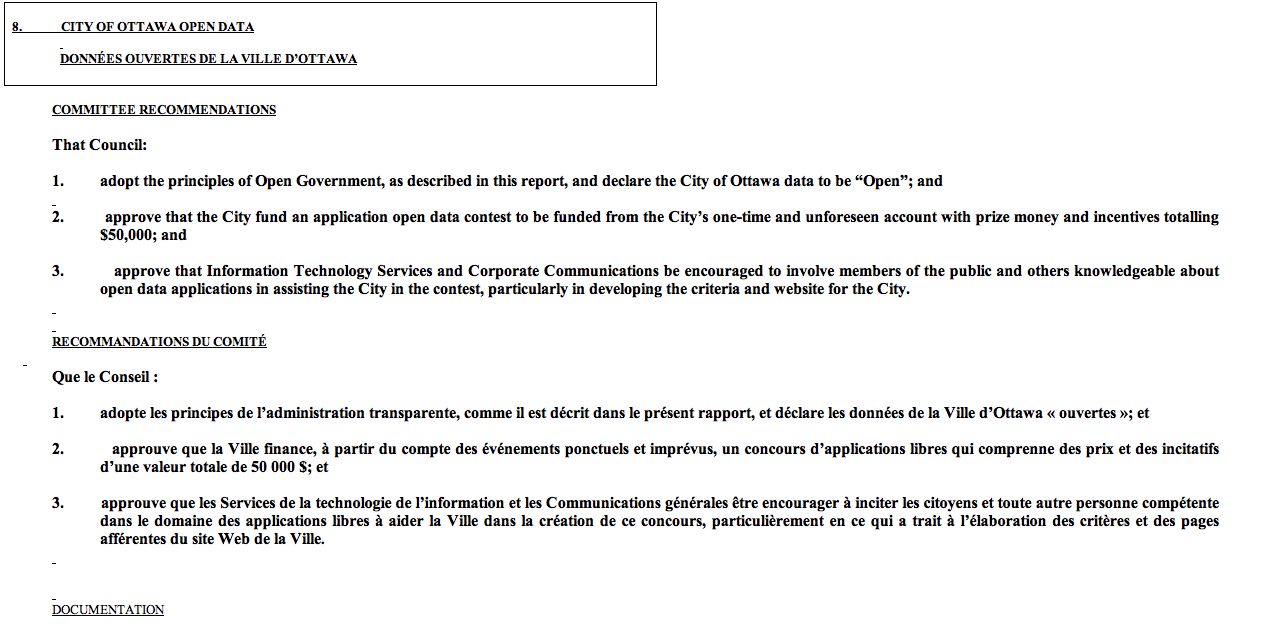 8. CITY OF OTTAWA OPEN DATA
DONNÉES OUVERTES DE LA VILLE D’OTTAWA
COMMITTEE RECOMMENDATIONS
That Council:
1. adopt the principles of Open Government, as described in this report, and declare the City of Ottawa data to be “Open”; and
2. approve that the City fund an application open data contest to be funded from the City’s one-time and unforeseen account with prize money and incentives totalling
$50,000; and
3. approve that Information Technology Services and Corporate Communications be encouraged to involve members of the public and others knowledgeable about
open data applications in assisting the City in the contest, particularly in developing the criteria and website for the City.
RECOMMANDATIONS DU COMITÉ
Que le Conseil :
1. adopte les principes de l’administration transparente, comme il est décrit dans le présent rapport, et déclare les données de la Ville d’Ottawa « ouvertes »; et
2. approuve que la Ville finance, à partir du compte des événements ponctuels et imprévus, un concours d’applications libres qui comprenne des prix et des incitatifs
d’une valeur totale de 50 000 $; et
3. approuve que les Services de la technologie de l’information et les Communications générales être encourager à inciter les citoyens et toute autre personne compétente
dans le domaine des applications libres à aider la Ville dans la création de ce concours, particulièrement en ce qui a trait à l’élaboration des critères et des pages
afférentes du site Web de la Ville.
DOCUMENTATION